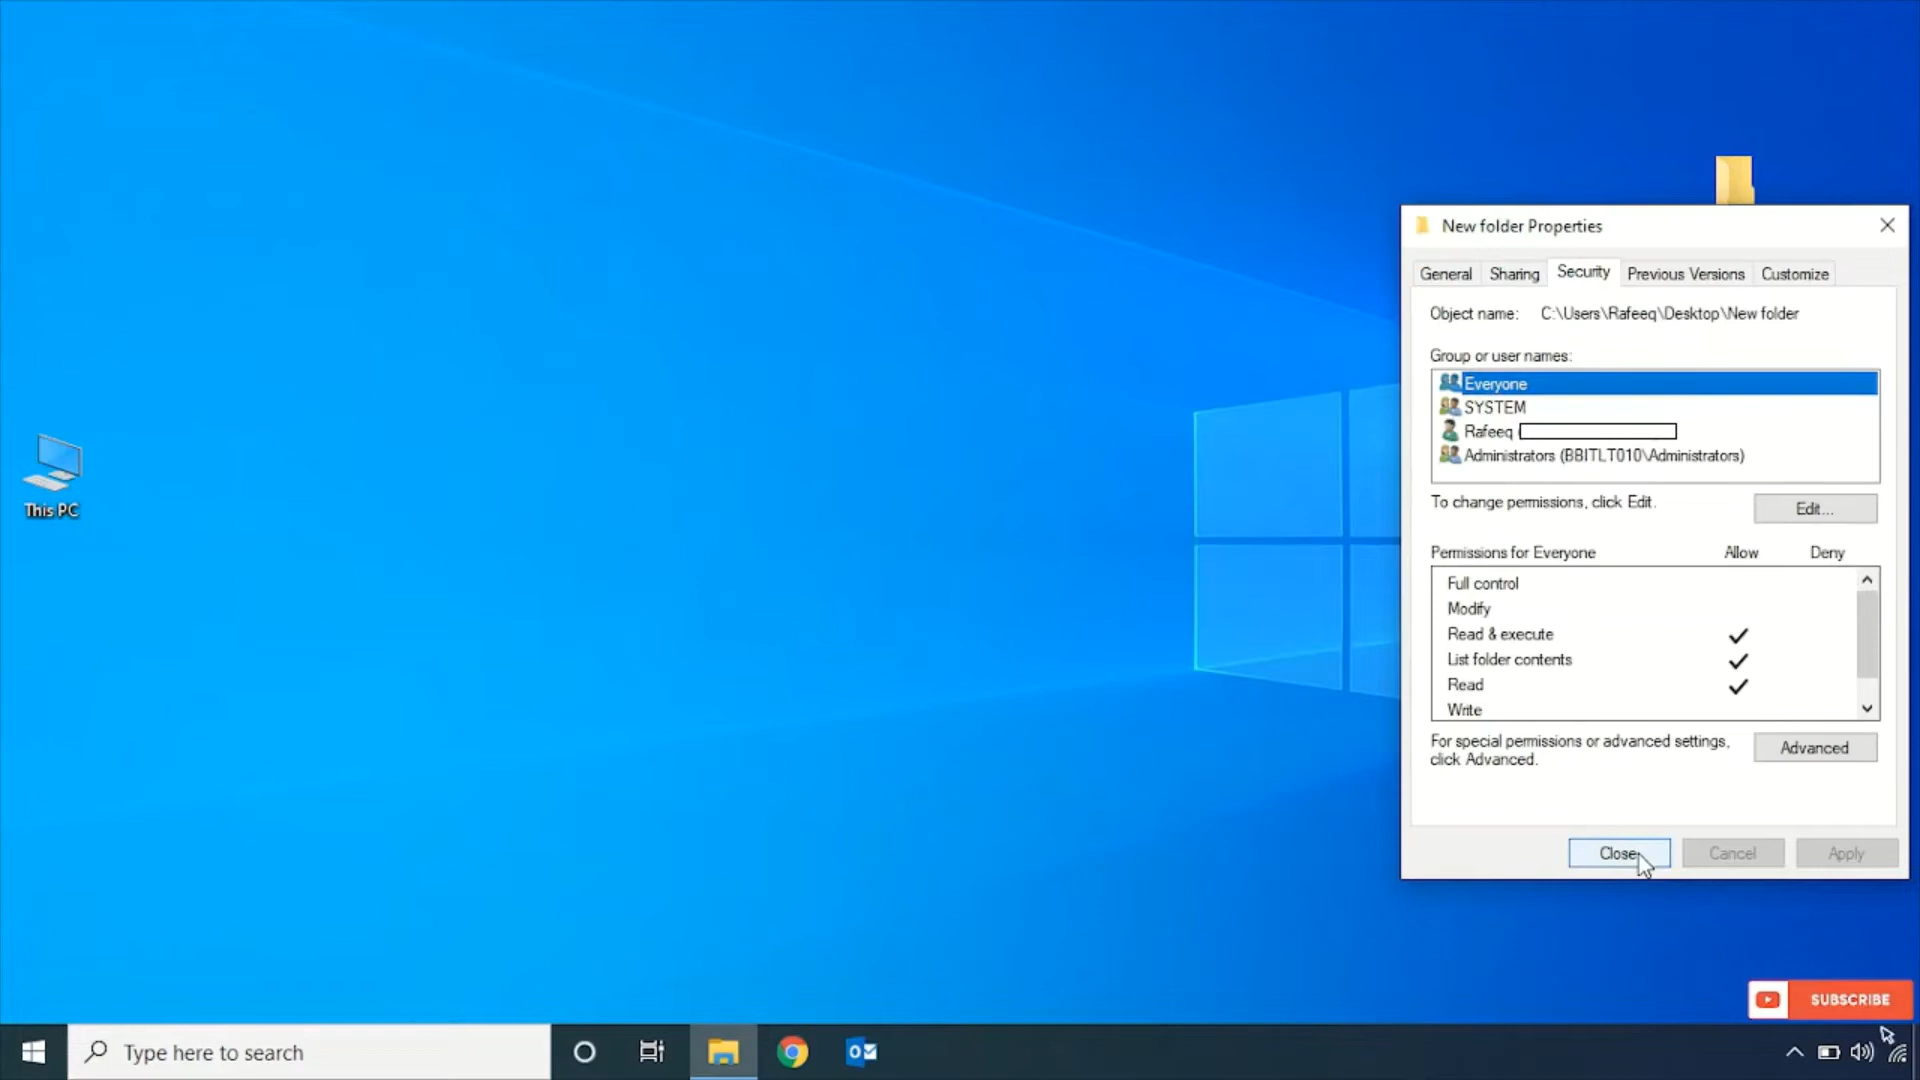 New folder Properties
General Sharing Security Previous Versions Customize
Object name: C:\Users\Rafeeq\Desktop\New folder
Group or user names:
Everyone
SYSTEM
Rafeeq
Administrators (BBITLT010\Administrators)
To change permissions, click Edit.
Edit...
Permissions for Everyone Allow Deny
Full control
Modify
Read & execute
List folder contents
Read
Write
For special permissions or advanced settings,
click Advanced.
Advanced
Close Cancel Apply
This PC
SUBSCRIBE
Type here to search